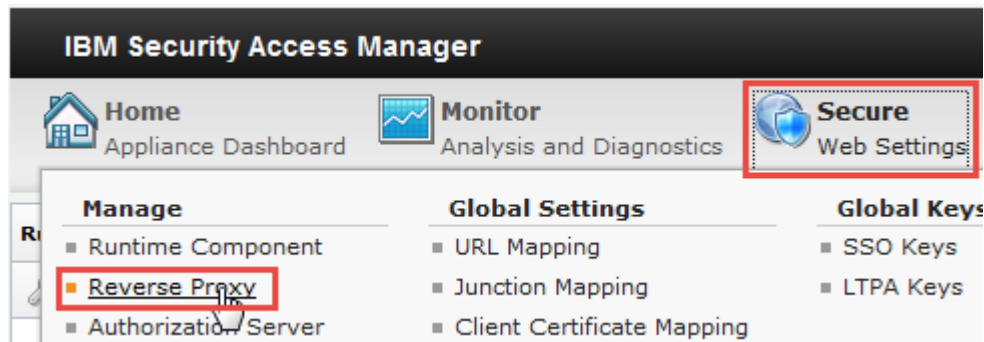 IBM Security Access Manager
Home Monitor Secure
Appliance Dashboard Analysis and Diagnostics Web Settings
Manage Global Settings Global Keys
Runtime Component URL Mapping SSO Keys
Reverse Proxy Junction Mapping LTPA Keys
Authorization Server Client Certificate Mapping